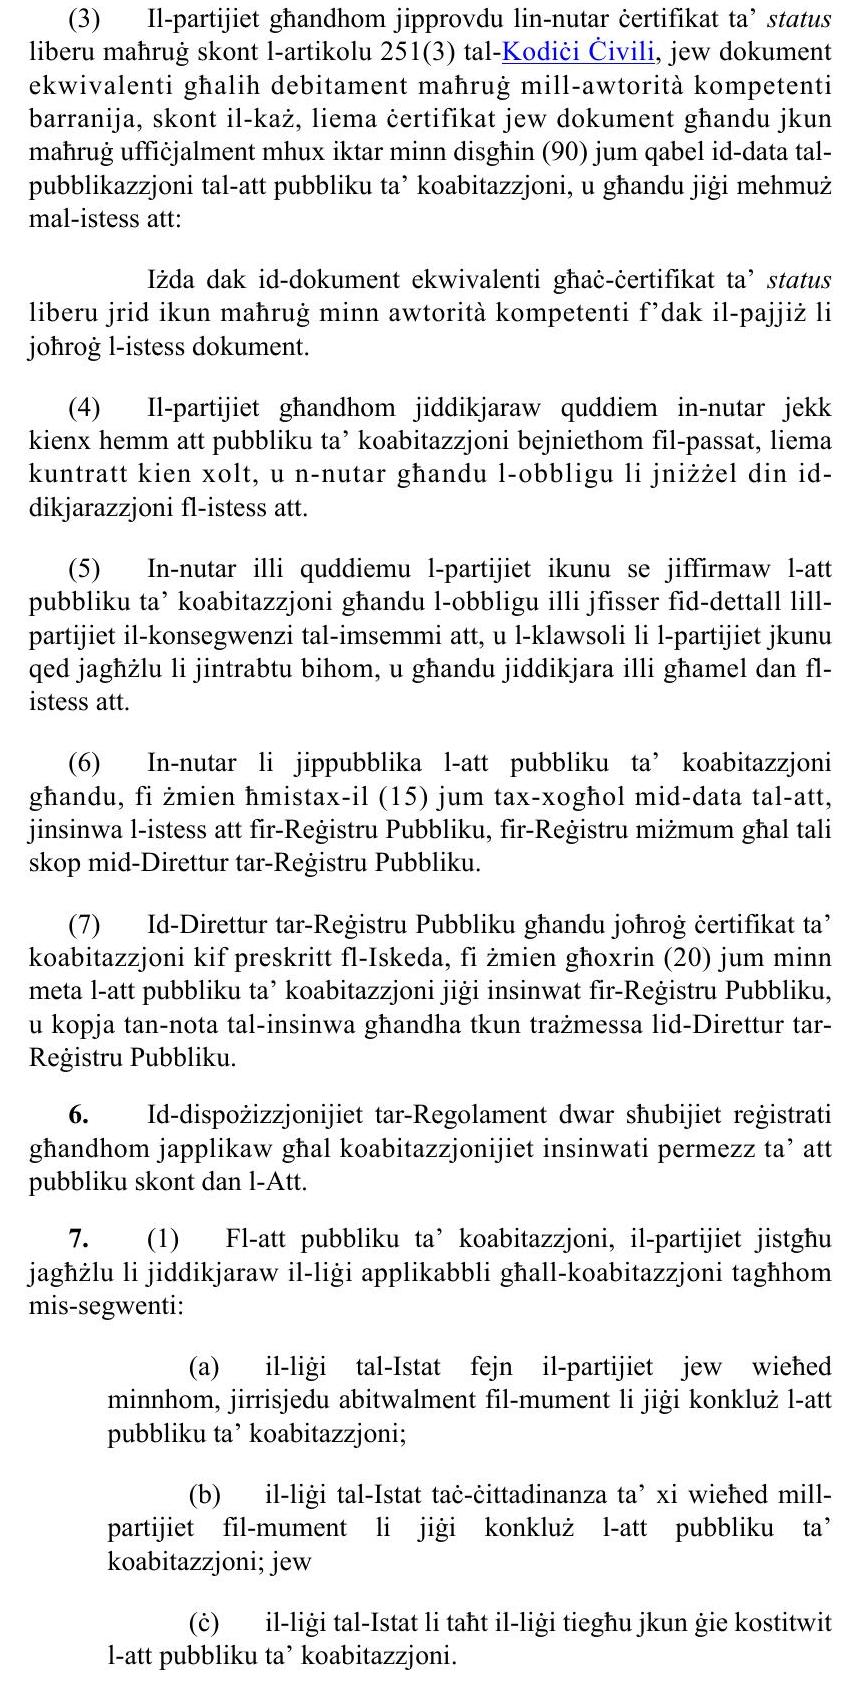 (3) Il-partijiet għandhom jipprovdu lin-nutar ċertifikat ta’ status
liberu maħruġ skont l-artikolu 251(3) tal-Kodiċi Ċivili, jew dokument
ekwivalenti għalih debitament maħruġ mill-awtorità kompetenti
barranija, skont il-każ, liema ċertifikat jew dokument għandu jkun
maħruġ uffiċjalment mhux iktar minn disgħin (90) jum qabel id-data tal-
pubblikazzjoni tal-att pubbliku ta’ koabitazzjoni, u għandu jiġi mehmuż
mal-istess att:
Iżda dak id-dokument ekwivalenti għaċ-ċertifikat ta’ status
liberu jrid ikun maħruġ minn awtorità kompetenti f’dak il-pajjiż li
joħroġ l-istess dokument.
(4) Il-partijiet għandhom jiddikjaraw quddiem in-nutar jekk
kienx hemm att pubbliku ta’ koabitazzjoni bejniethom fil-passat, liema
kuntratt kien xolt, u n-nutar għandu l-obbligu li jniżżel din id-
dikjarazzjoni fl-istess att.
(5) In-nutar illi quddiemu l-partijiet ikunu se jiffirmaw l-att
pubbliku ta’ koabitazzjoni għandu l-obbligu illi jfisser fid-dettall lill-
partijiet il-konsegwenzi tal-imsemmi att, u l-klawsoli li l-partijiet jkunu
qed jagħżlu li jintrabtu bihom, u għandu jiddikjara illi għamel dan fl-
istess att.
(6) In-nutar li jippubblika l-att pubbliku ta’ koabitazzjoni
għandu, fi żmien ħmistax-il (15) jum tax-xogħol mid-data tal-att,
jinsinwa l-istess att fir-Reġistru Pubbliku, fir-Reġistru miżmum għal tali
skop mid-Direttur tar-Reġistru Pubbliku.
(7) Id-Direttur tar-Reġistru Pubbliku għandu joħroġ ċertifikat ta’
koabitazzjoni kif preskritt fl-Iskeda, fi żmien għoxrin (20) jum minn
meta l-att pubbliku ta’ koabitazzjoni jiġi insinwat fir-Reġistru Pubbliku,
u kopja tan-nota tal-insinwa għandha tkun trażmessa lid-Direttur tar-
Reġistru Pubbliku.
6. Id-dispożizzjonijiet tar-Regolament dwar sħubijiet reġistrati
għandhom japplikaw għal koabitazzjonijiet insinwati permezz ta’ att
pubbliku skont dan l-Att.
7. (1) Fl-att pubbliku ta’ koabitazzjoni, il-partijiet jistgħu
jagħżlu li jiddikjaraw il-liġi applikabbli għall-koabitazzjoni tagħhom
mis-segwenti:
(a) il-liġi tal-Istat fejn il-partijiet jew wieħed
minnhom, jirrisjedu abitwalment fil-mument li jiġi konkluż l-att
pubbliku ta’ koabitazzjoni;
(b) il-liġi tal-Istat taċ-ċittadinanza ta’ xi wieħed mill-
partijiet fil-mument li jiġi konkluż l-att pubbliku ta’
koabitazzjoni; jew
(ċ) il-liġi tal-Istat li taħt il-liġi tiegħu jkun ġie kostitwit
l-att pubbliku ta’ koabitazzjoni.